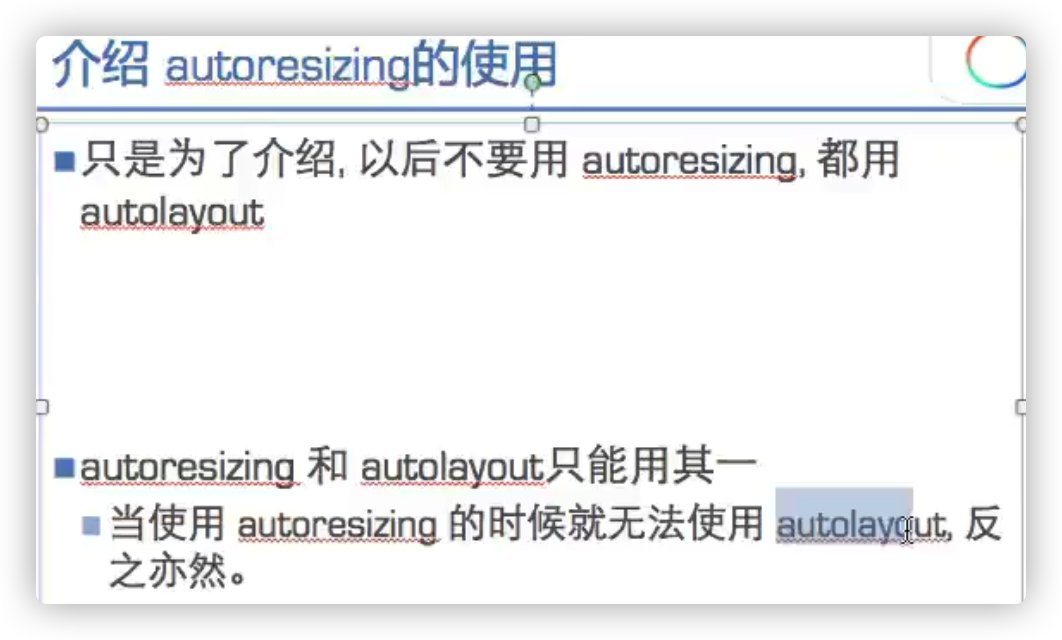 介绍 autoresizing的使用
只是为了介绍, 以后不要用 autoresizing, 都用
autolayout
autoresizing 和 autolayout只能用其一
当使用 autoresizing 的时候就无法使用 autolayout, 反
之亦然。